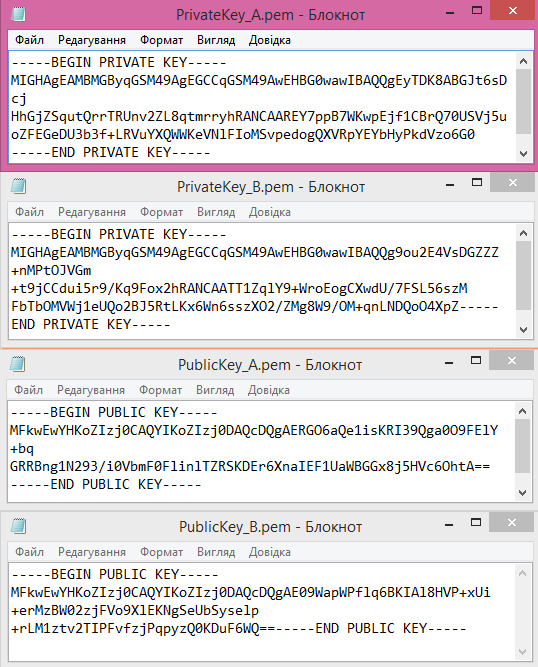 PrivateKey_A.pem - Блокнот
Файл Редагування Формат Вигляд Довідка
-----BEGIN PRIVATE KEY-----
MIGHAgEAMBMGByqGSM49AgEGCCqGSM49AwEHBG0wawIBAQQgEyTDK8ABGJt6sD
cj
HhGjZSqutQrrTRUnv2ZL8qtmrryhRANCAAREY7ppB7WKwpEjf1CBrQ70USVj5u
oZFEGeDU3b3f+LRVuYXQWWKeVNlFIoMSvpedogQXVRpYEYbHyPkdVzo6G0
-----END PRIVATE KEY-----
PrivateKey_B.pem - Блокнот
Файл Редагування Формат Вигляд Довідка
-----BEGIN PRIVATE KEY-----
MIGHAgEAMBMGByqGSM49AgEGCCqGSM49AwEHBG0wawIBAQQg9ou2E4VsDGZZZ
+nMPtOJVGm
+t9jCCdui5r9/Kq9Fox2hRANCAATT1ZqlY9+WroEogCXwdU/7FSL56szM
FbTbOMVWj1eUQo2BJ5RtLKx6Wn6sszXO2/ZMg8W9/OM+qnLNDQoO4XpZ-----
END PRIVATE KEY-----
PublicKey_A.pem - Блокнот
Файл Редагування Формат Вигляд Довідка
-----BEGIN PUBLIC KEY-----
MFkwEwYHKoZIzj0CAQYIKoZIzj0DAQcDQgAERGO6aQe1isKRI39Qga0O9FElY
+bq
GRRBng1N293/i0VbmF0FlinlTZRSKDEr6XnaIEF1UaWBGGx8j5HVc6OhtA==
-----END PUBLIC KEY-----
PublicKey_B.pem - Блокнот
Файл Редагування Формат Вигляд Довідка
-----BEGIN PUBLIC KEY-----
MFkwEwYHKoZIzj0CAQYIKoZIzj0DAQcDQgAE09WapWPflq6BKIAl8HVP+xUi
+erMzBW02zjFVo9XlEKNgSeUbSyselp
+rLM1ztv2TIPFvfzjPqpyzQ0KDuF6WQ==-----END PUBLIC KEY-----